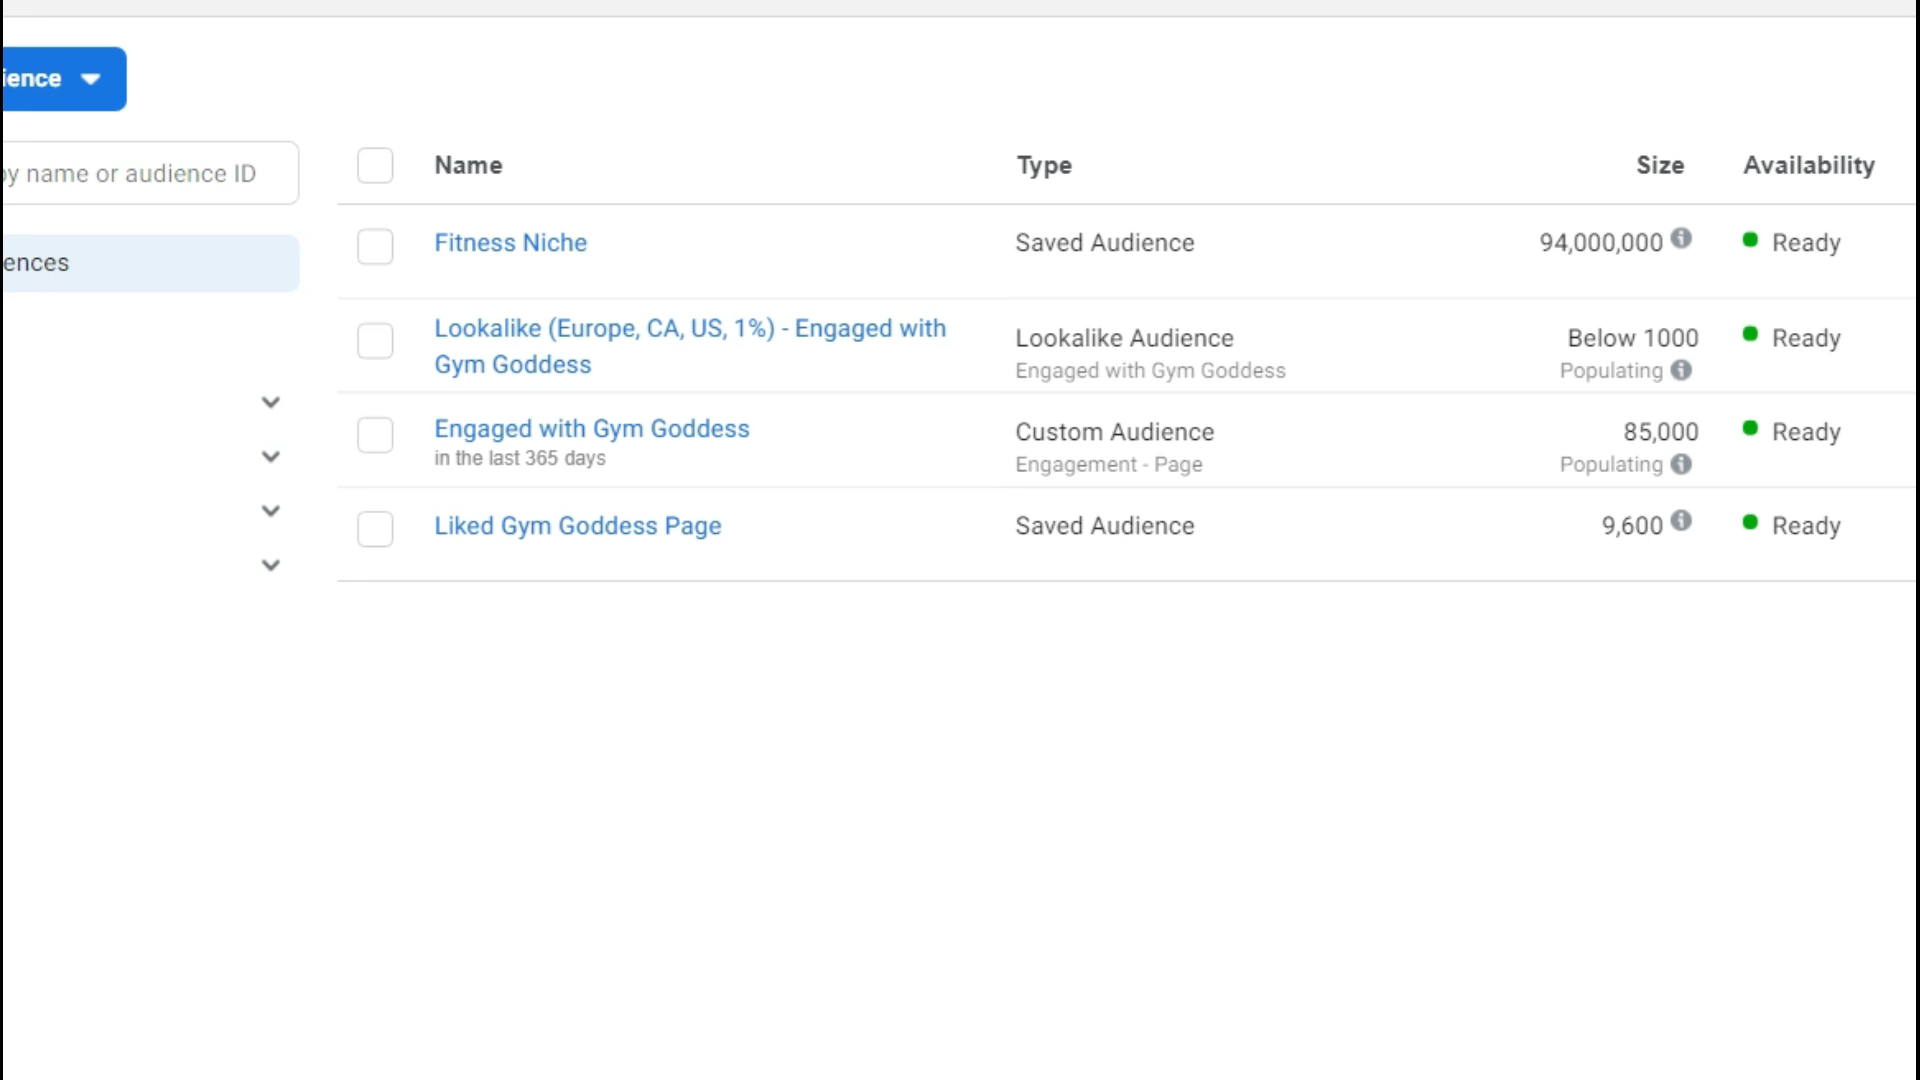 ience
by name or audience ID
ences
Name Type Size Availability
Fitness Niche Saved Audience 94,000,000 Ready
Lookalike (Europe, CA, US, 1%) - Engaged with
Gym Goddess
Lookalike Audience Below 1000 Ready
Engaged with Gym Goddess Populating
Engaged with Gym Goddess Custom Audience 85,000 Ready
in the last 365 days Engagement - Page Populating
Liked Gym Goddess Page Saved Audience 9,600 Ready